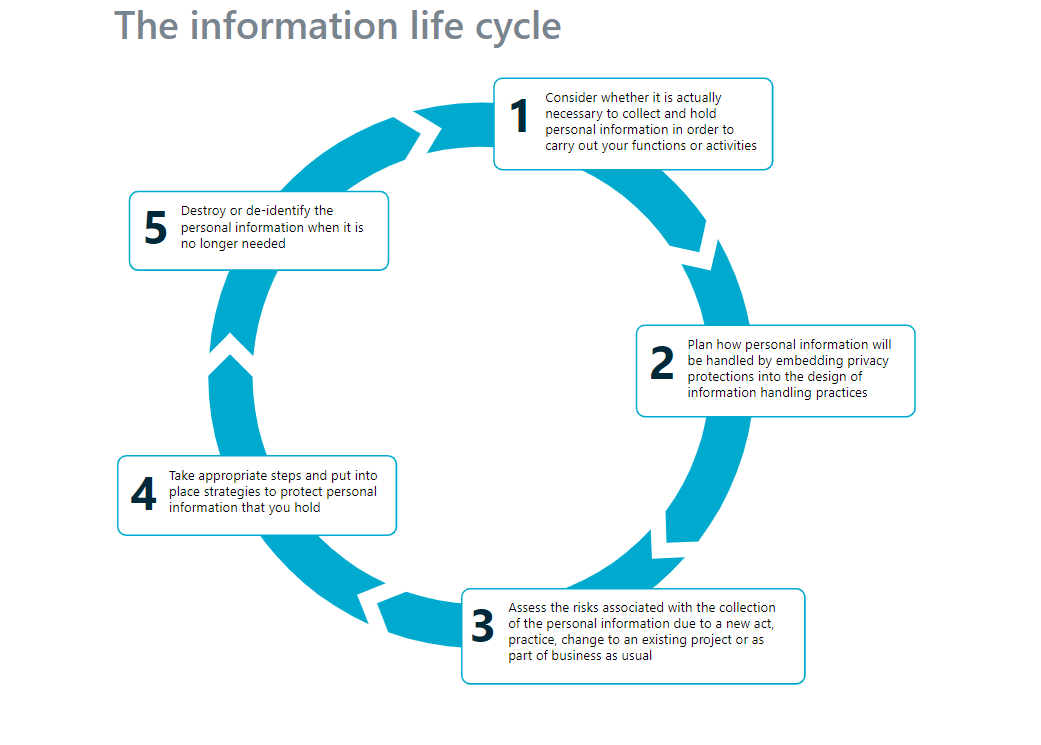 The information life cycle
1
Consider whether it is actually
necessary to collect and hold
personal information in order to
carry out your functions or activities
2
Plan how personal information will
be handled by embedding privacy
protections into the design of
information handling practices
3
Assess the risks associated with the collection
of the personal information due to a new act,
practice, change to an existing project or as
part of business as usual
4
Take appropriate steps and put into
place strategies to protect personal
information that you hold
5
Destroy or de-identify the
personal information when it is
no longer needed